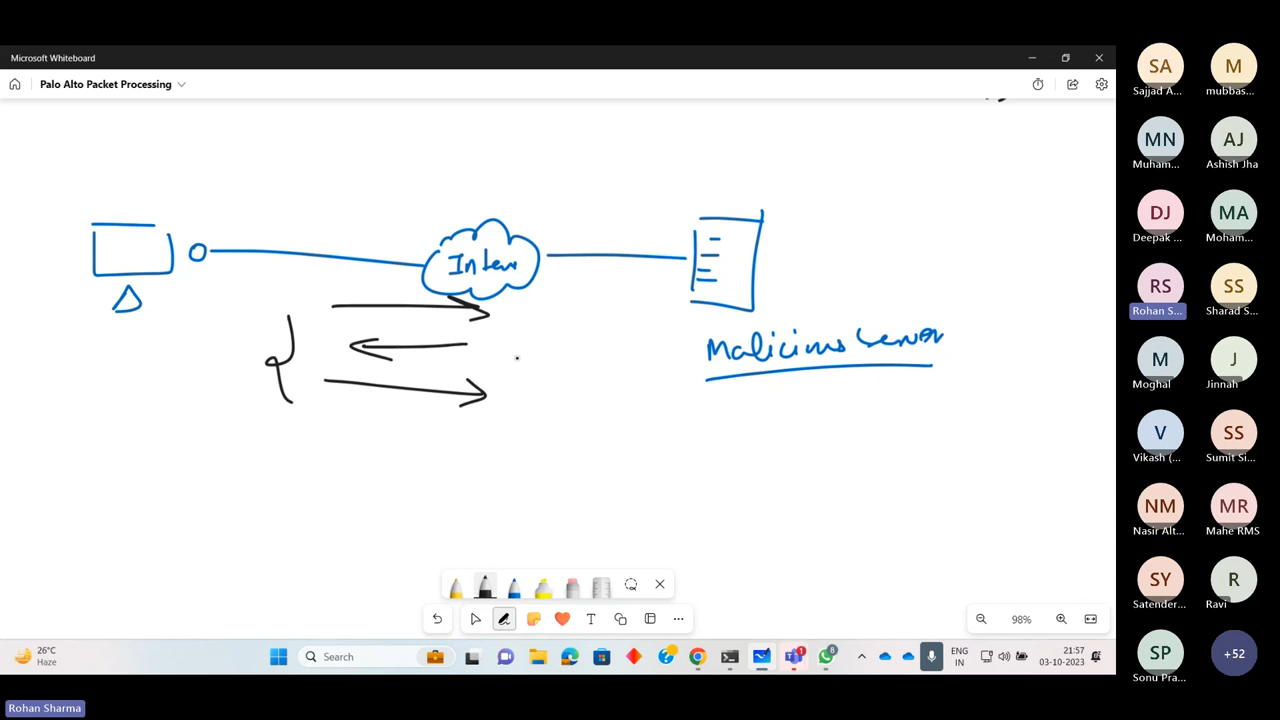 Microsoft Whiteboard
Palo Alto Packet Processing
SA
Sajjad A...
M
mubbas...
MN
Muham...
AJ
Ashish Jha
DJ
Deepak ...
MA
Moham...
RS
Rohan S...
SS
Sharad S...
M
Moghal
J
Jinnah
V
Vikash (...
SS
Sumit Si...
NM
Nasir Alt...
MR
Mahe RMS
SY
Satender...
R
Ravi
SP
Sonu Pra...
+52
Inter
Malicious Server
98%
26°C
Haze
Search
1
8
ENG
IN
21:57
03-10-2023
Rohan Sharma